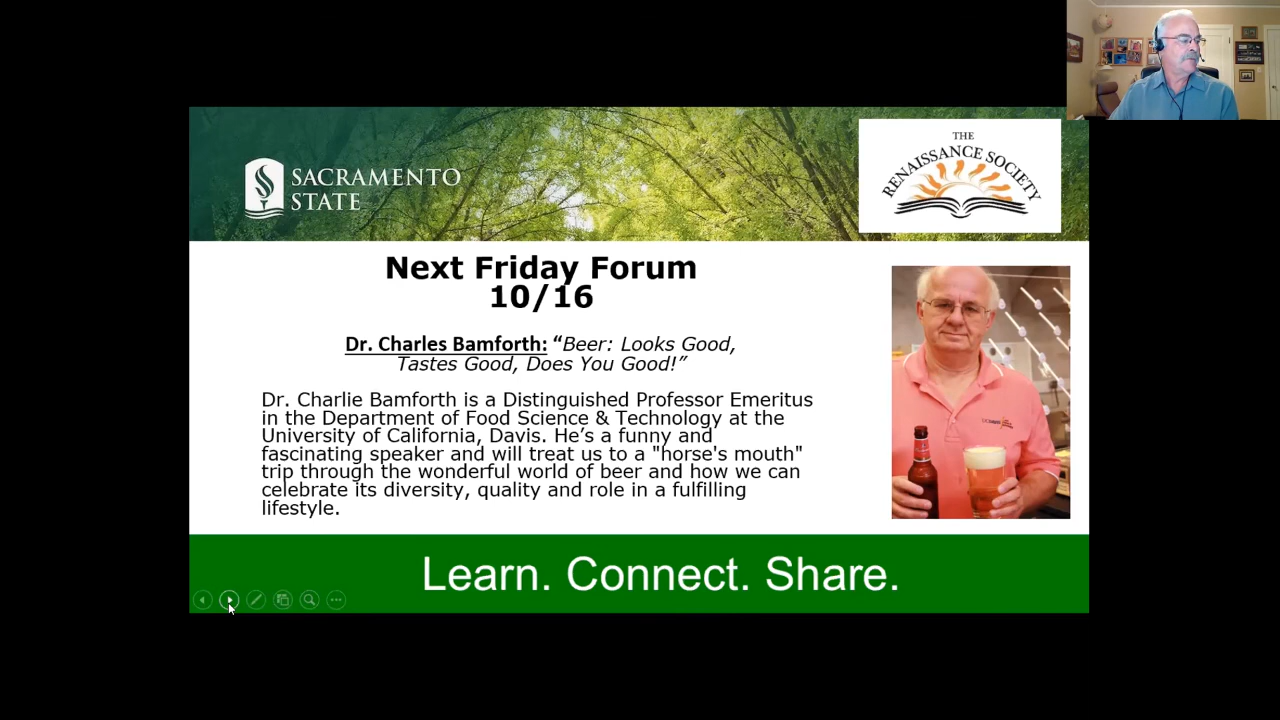 SACRAMENTO
STATE
THE
RENAISSANCE SOCIETY
Next Friday Forum
10/16
Dr. Charles Bamforth: “Beer: Looks Good,
Tastes Good, Does You Good!”
Dr. Charlie Bamforth is a Distinguished Professor Emeritus
in the Department of Food Science & Technology at the
University of California, Davis. He’s a funny and
fascinating speaker and will treat us to a "horse's mouth"
trip through the wonderful world of beer and how we can
celebrate its diversity, quality and role in a fulfilling
lifestyle.
Learn. Connect. Share.